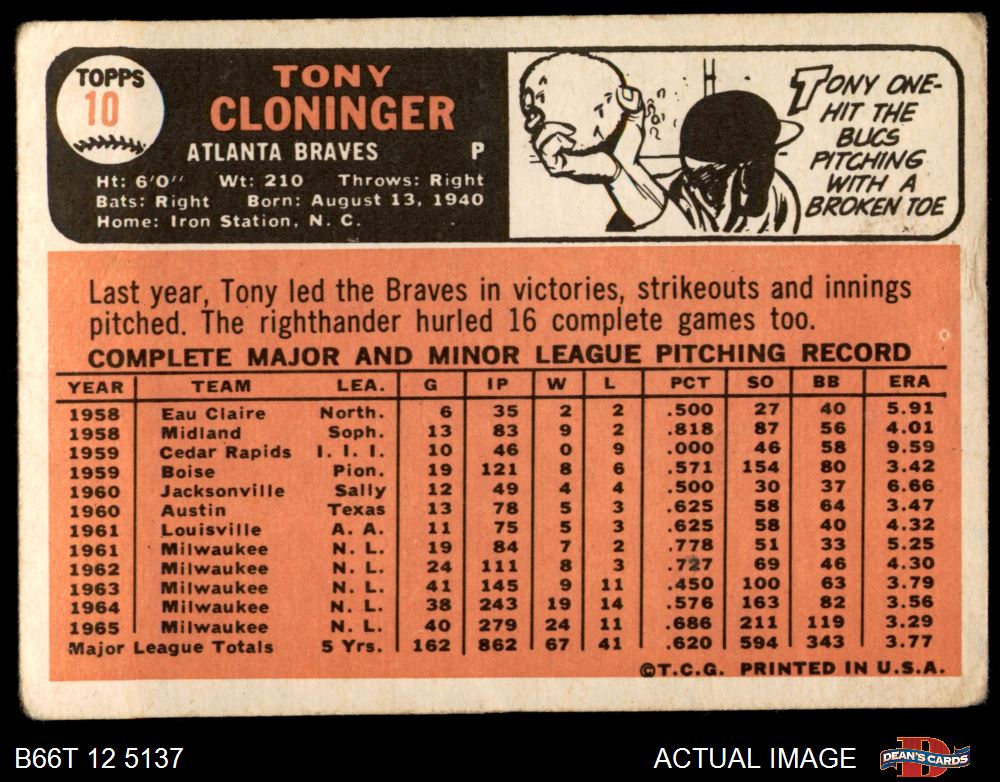 TOPPS
10
TONY
CLONINGER
ATLANTA BRAVES P
Ht: 6'0" Wt: 210 Throws: Right
Bats: Right Born: August 13, 1940
Home: Iron Station, N. C.
TONY ONE-
HIT THE
BUCS
PITCHING
WITH A
BROKEN TOE
Last year, Tony led the Braves in victories, strikeouts and innings
pitched. The righthander hurled 16 complete games too.
COMPLETE MAJOR AND MINOR LEAGUE PITCHING RECORD
YEAR TEAM LEA. G IP W L PCT SO BB ERA
1958 Eau Claire North. 6 35 2 2 .500 27 40 5.91
1958 Midland Soph. 13 83 9 2 .818 87 56 4.01
1959 Cedar Rapids I. I. I. 10 46 0 9 .000 46 58 9.59
1959 Boise Pion. 19 121 8 6 .571 154 80 3.42
1960 Jacksonville Sally 12 49 4 4 .500 30 37 6.66
1960 Austin Texas 13 78 5 3 .625 58 64 3.47
1961 Louisville A. A. 11 75 5 3 .625 58 40 4.32
1961 Milwaukee N. L. 19 84 7 2 .778 51 33 5.25
1962 Milwaukee N. L. 24 111 8 3 .727 69 46 4.30
1963 Milwaukee N. L. 41 145 9 11 .450 100 63 3.79
1964 Milwaukee N. L. 38 243 19 14 .576 163 82 3.56
1965 Milwaukee N. L. 40 279 24 11 .686 211 119 3.29
Major League Totals 5 Yrs. 162 862 67 41 .620 594 343 3.77
©T.C.G. PRINTED IN U.S.A.
B66T 12 5137 ACTUAL IMAGE
DEAN'S CARDS